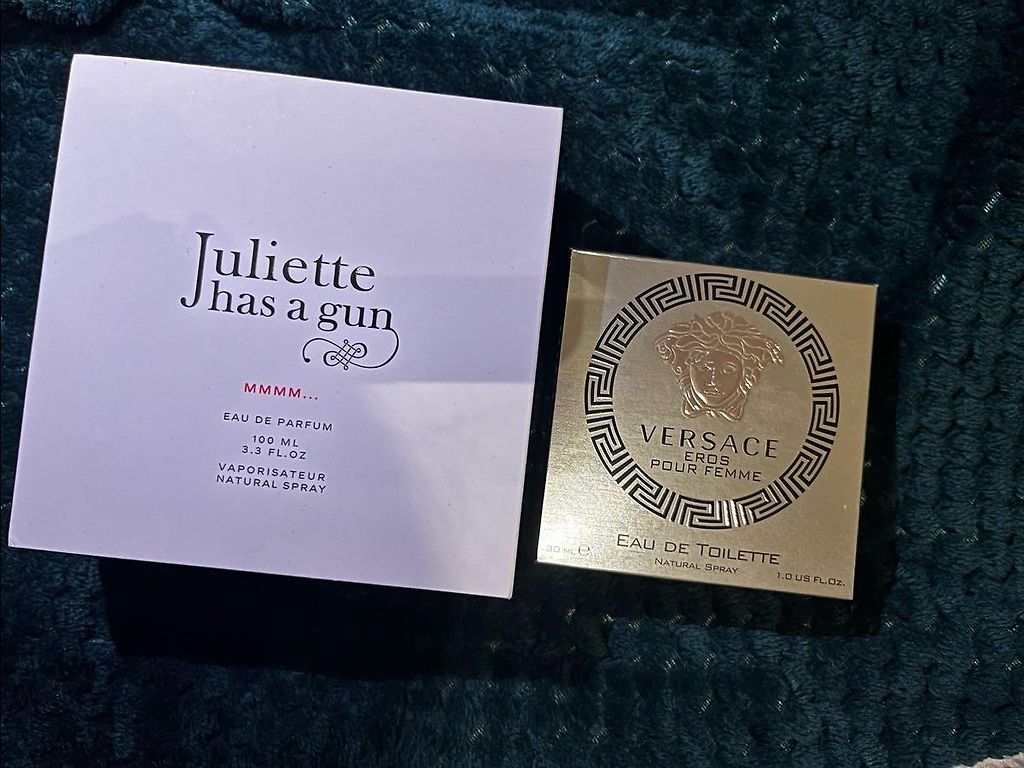 Juliette
has a gun
MMMM...
EAU DE PARFUM
100 ML
3.3 FL.OZ
VAPORISATEUR
NATURAL SPRAY
VERSACE
EROS
POUR FEMME
EAU DE TOILETTE
NATURAL SPRAY
30 ML ℮
1.0 US FL.OZ.